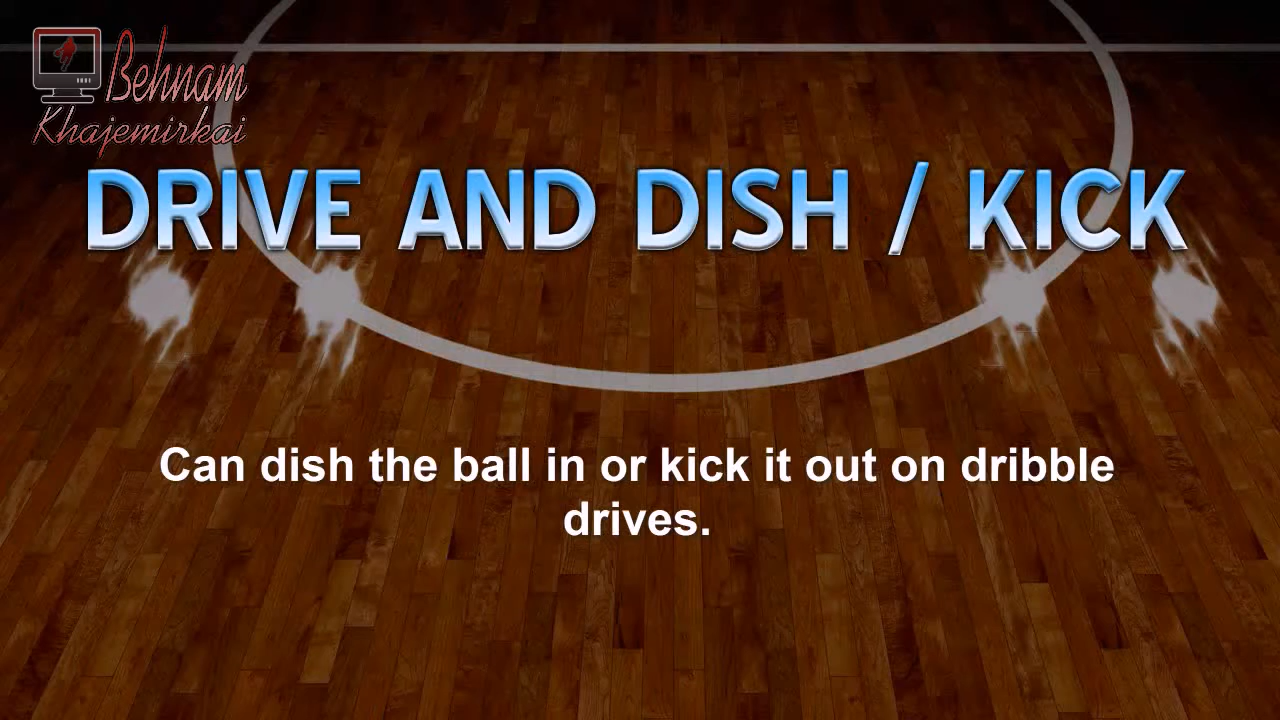 Behnam
Khajemirkai
DRIVE AND DISH / KICK
Can dish the ball in or kick it out on dribble
drives.